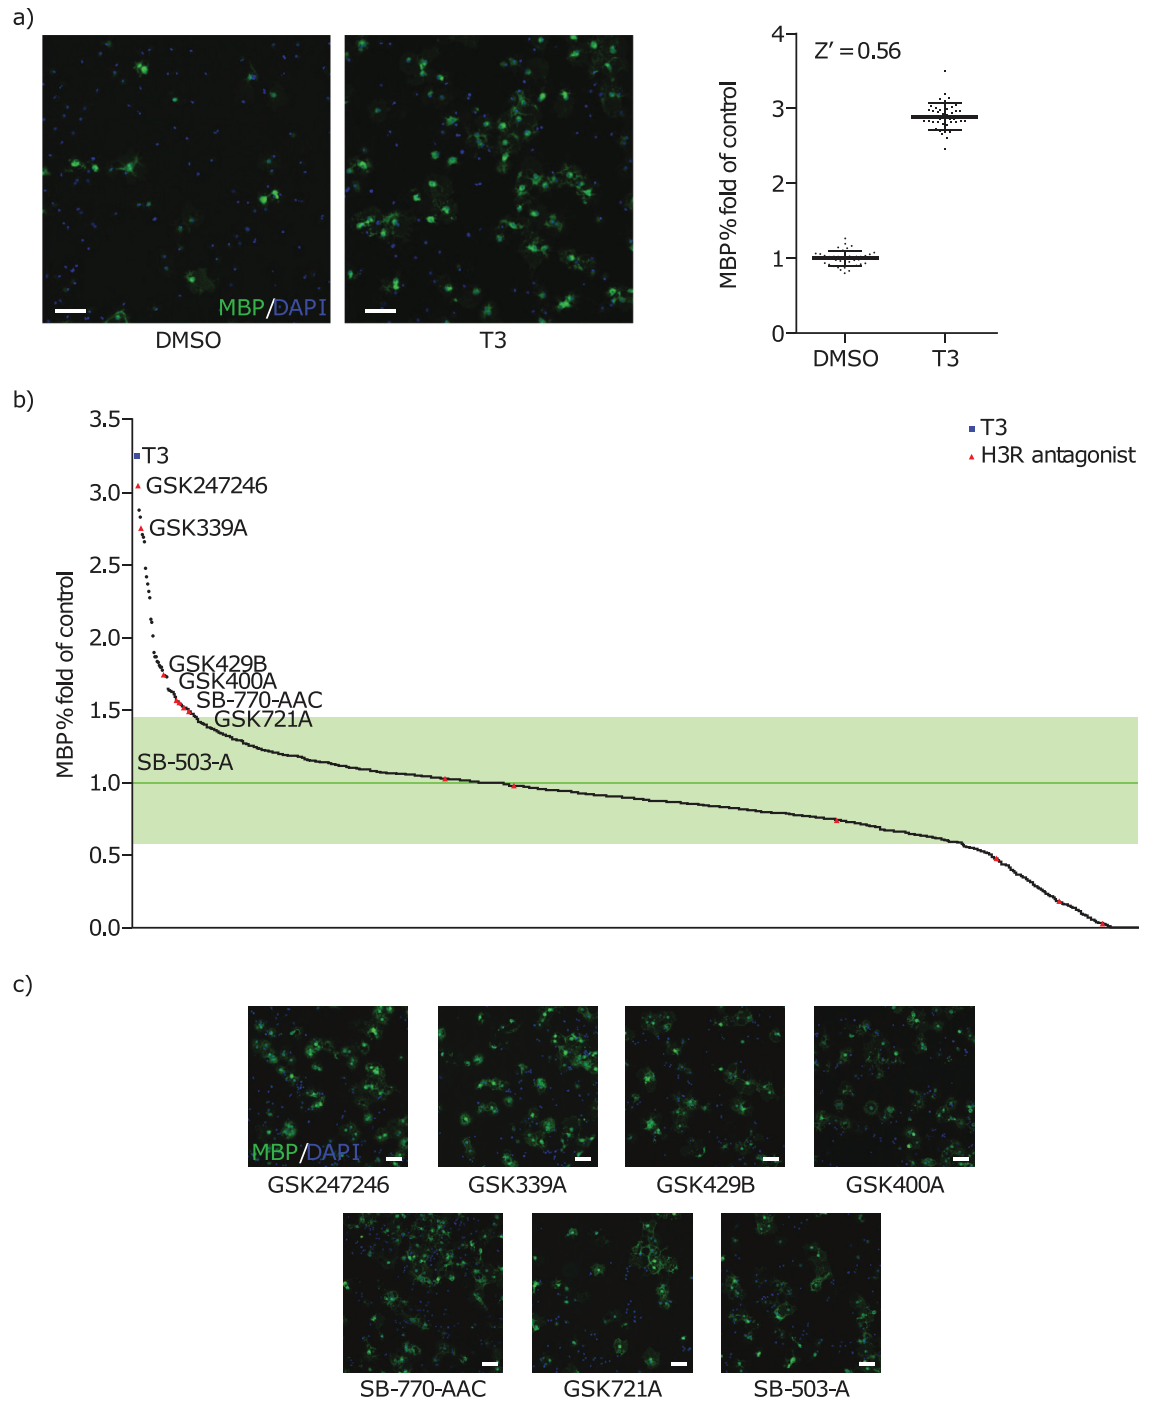 a)
MBP/DAPI
DMSO
T3
MBP% fold of control
4
3
2
1
0
Z′ = 0.56
DMSO
T3
b)
MBP% fold of control
3.5
3.0
2.5
2.0
1.5
1.0
0.5
0.0
T3
GSK247246
GSK339A
GSK429B
GSK400A
SB-770-AAC
GSK721A
SB-503-A
T3
H3R antagonist
c)
MBP/DAPI
GSK247246
GSK339A
GSK429B
GSK400A
SB-770-AAC
GSK721A
SB-503-A